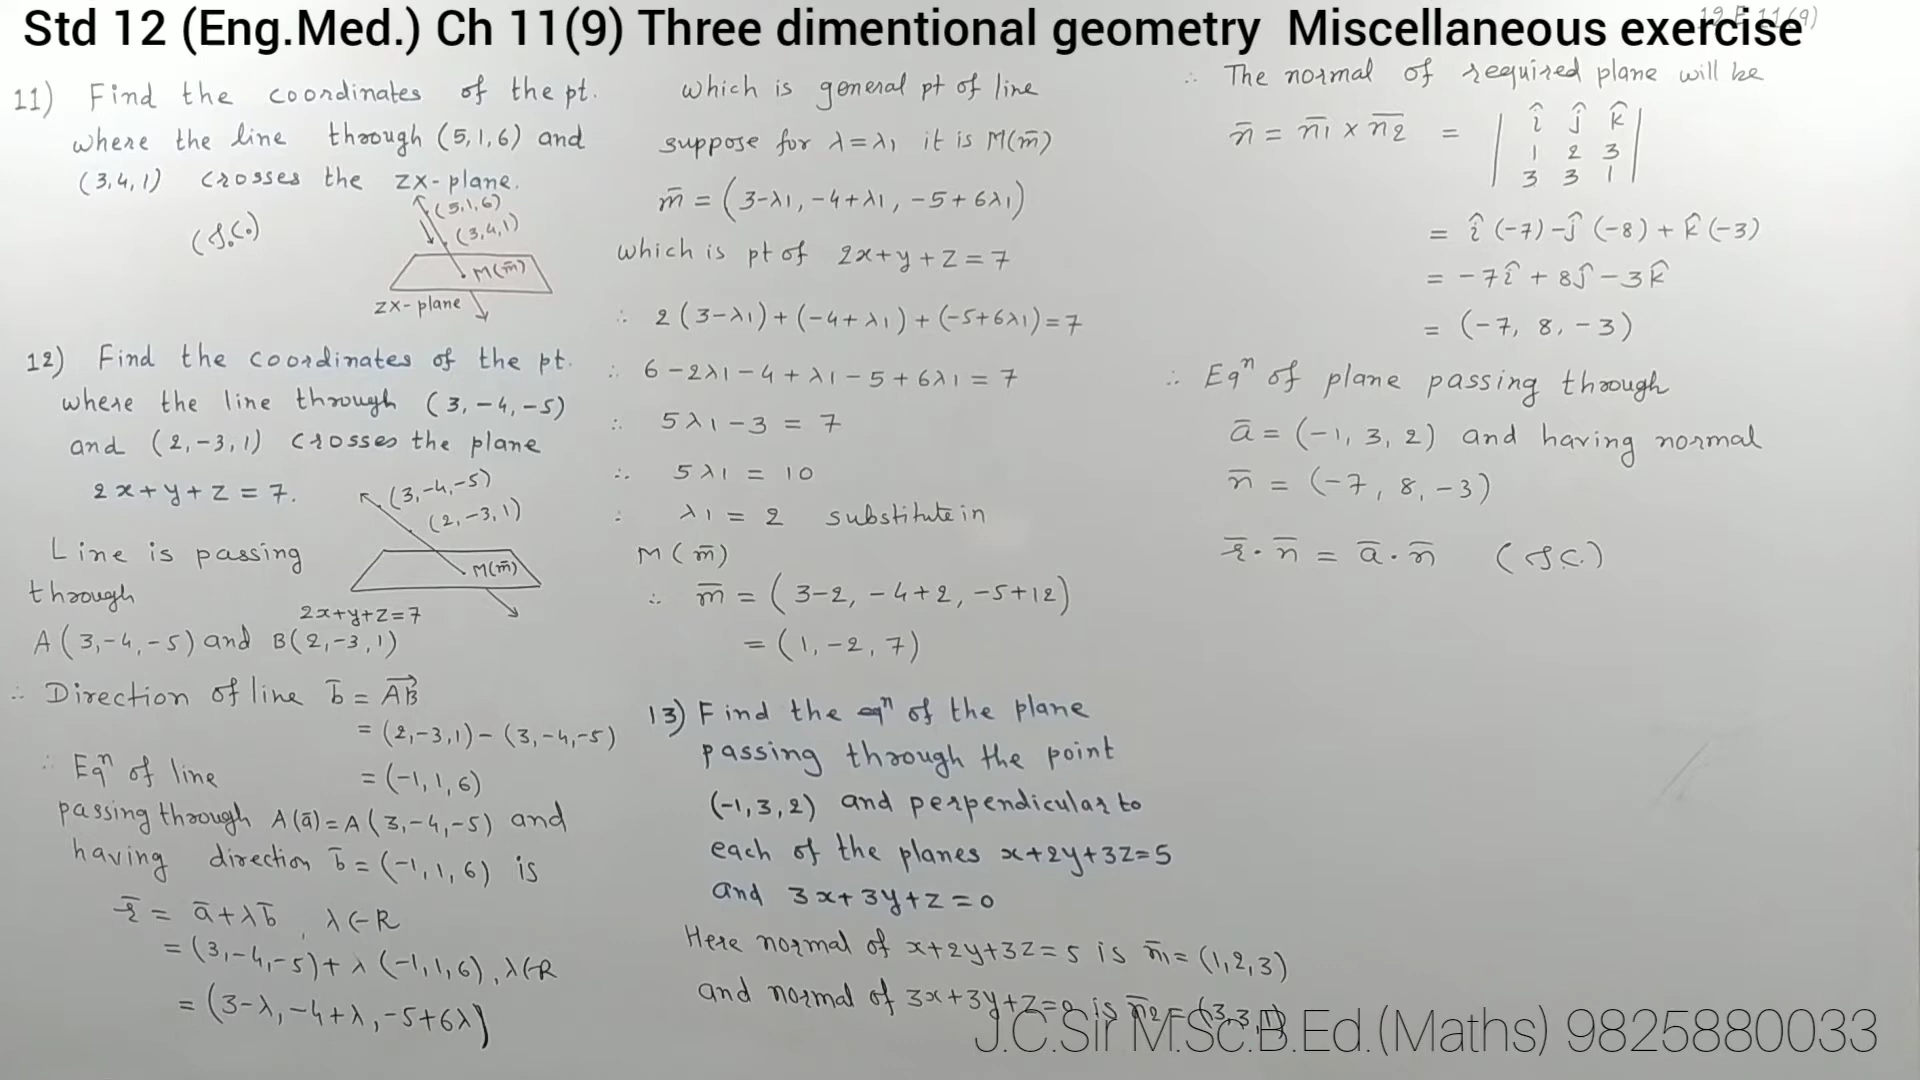 Std 12 (Eng.Med.) Ch 11(9) Three dimentional geometry Miscellaneous exercise
11) Find the coordinates of the pt.
where the line through (5,1,6) and
(3,4,1) crosses the zx-plane.
(S.C.)
(5,1,6)
(3,4,1)
M(m̅)
zx-plane
12) Find the coordinates of the pt.
where the line through (3,-4,-5)
and (2,-3,1) crosses the plane
2x+y+z=7.
(3,-4,-5)
(2,-3,1)
M(m̅)
2x+y+z=7
Line is passing
through
A(3,-4,-5) and B(2,-3,1)
∴ Direction of line b̅ = A⃗B⃗
= (2,-3,1) - (3,-4,-5)
= (-1,1,6)
∴ Eqⁿ of line
passing through A(a̅) = A(3,-4,-5) and
having direction b̅ = (-1,1,6) is
r̅ = a̅+λb̅, λ∈R
= (3,-4,-5) + λ(-1,1,6), λ∈R
= (3-λ, -4+λ, -5+6λ)
which is general pt of line
suppose for λ=λ₁ it is M(m̅)
m̅ = (3-λ₁, -4+λ₁, -5+6λ₁)
which is pt of 2x+y+z=7
∴ 2(3-λ₁)+(-4+λ₁)+(-5+6λ₁)=7
∴ 6-2λ₁-4+λ₁-5+6λ₁=7
∴ 5λ₁-3 = 7
∴ 5λ₁ = 10
∴ λ₁ = 2 substitute in
M(m̅)
∴ m̅ = (3-2, -4+2, -5+12)
= (1,-2,7)
13) Find the eqⁿ of the plane
passing through the point
(-1,3,2) and perpendicular to
each of the planes x+2y+3z=5
and 3x+3y+z=0
Here normal of x+2y+3z=5 is n̅₁=(1,2,3)
and normal of 3x+3y+z=0 is n̅₂=(3,3,1)
∴ The normal of required plane will be
n̅ = n̅₁ × n̅₂ = | î ĵ k̂ |
| 1 2 3 |
| 3 3 1 |
= î(-7)-ĵ(-8)+k̂(-3)
= -7î+8ĵ-3k̂
= (-7, 8, -3)
∴ Eqⁿ of plane passing through
a̅ = (-1, 3, 2) and having normal
n̅ = (-7, 8, -3)
r̅·n̅ = a̅·n̅ (S.C.)
J.C.Sir M.Sc.B.Ed.(Maths) 9825880033